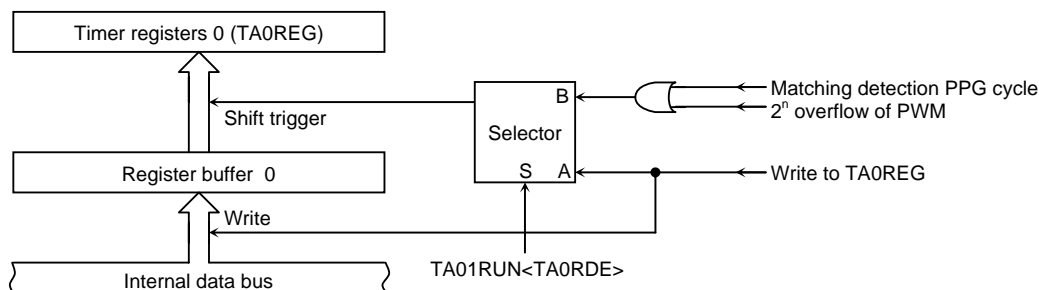 Timer registers 0 (TA0REG)
B
Matching detection PPG cycle
Shift trigger
2ⁿ overflow of PWM
Selector
Register buffer 0
S A
Write to TA0REG
Write
TA01RUN<TA0RDE>
Internal data bus